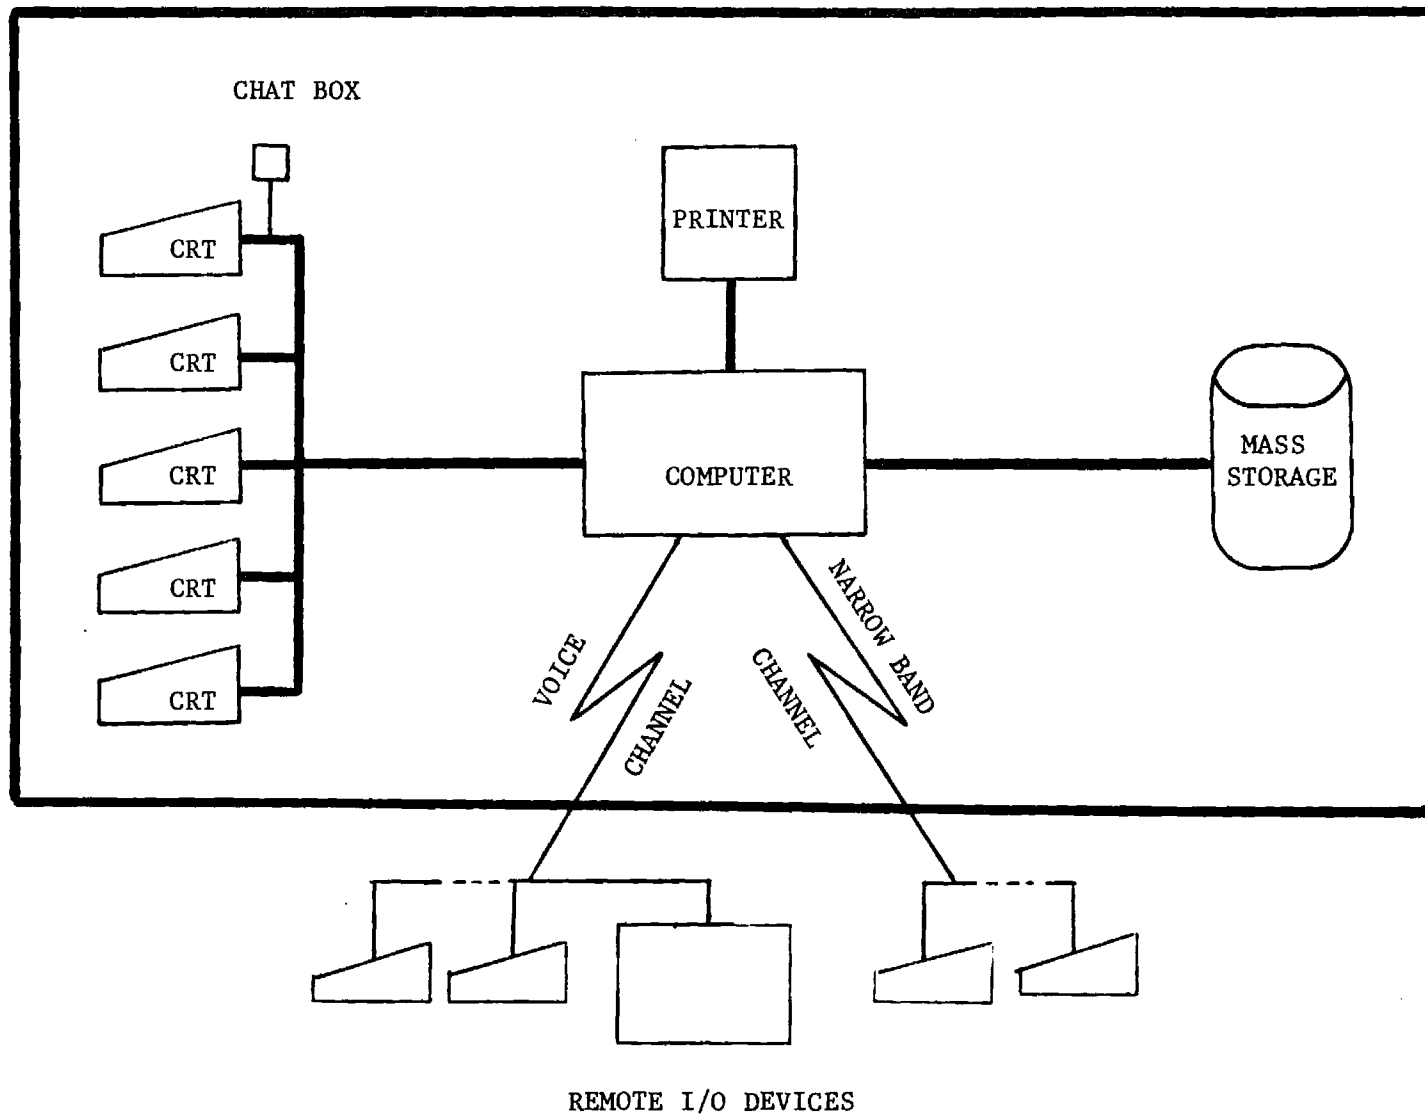 CHAT BOX
PRINTER
CRT
CRT
CRT
CRT
CRT
COMPUTER
MASS
STORAGE
VOICE
CHANNEL
NARROW BAND
CHANNEL
REMOTE I/O DEVICES